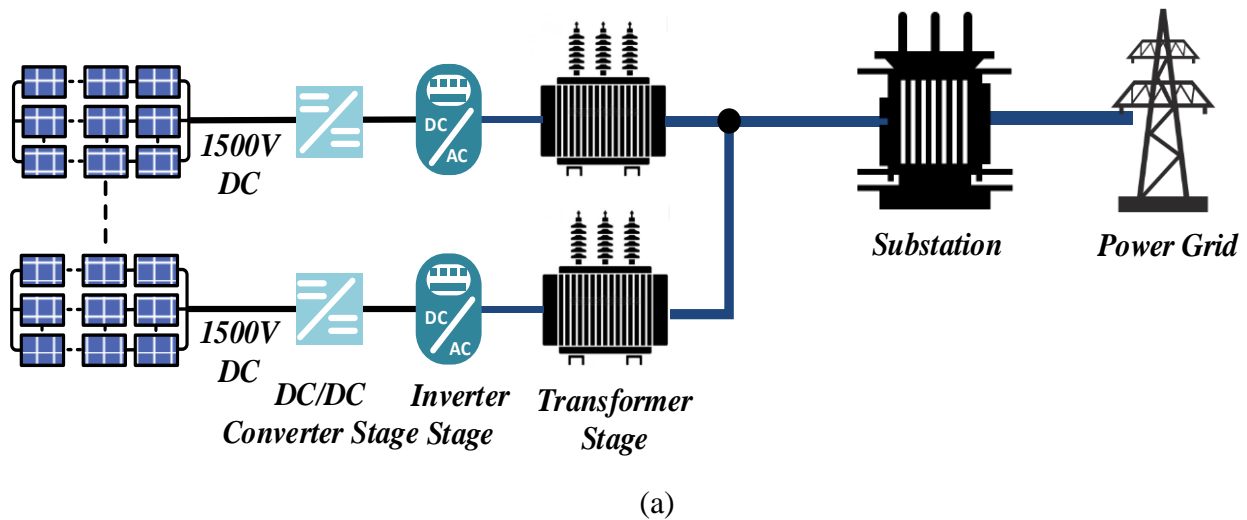 1500V
DC
DC
AC
Substation
Power Grid
1500V
DC
DC
AC
DC/DC
Converter Stage
Inverter
Stage
Transformer
Stage
(a)